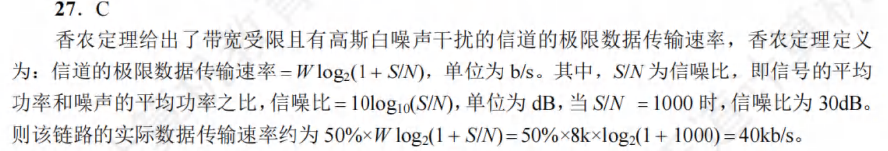 27. C
香农定理给出了带宽受限且有高斯白噪声干扰的信道的极限数据传输速率，香农定理定义
为：信道的极限数据传输速率=W log₂(1 + S/N)，单位为 b/s。其中，S/N 为信噪比，即信号的平均
功率和噪声的平均功率之比，信噪比=10log₁₀(S/N)，单位为 dB，当 S/N =1000 时，信噪比为 30dB。
则该链路的实际数据传输速率约为 50%×W log₂(1 + S/N)=50%×8k×log₂(1 + 1000)=40kb/s。